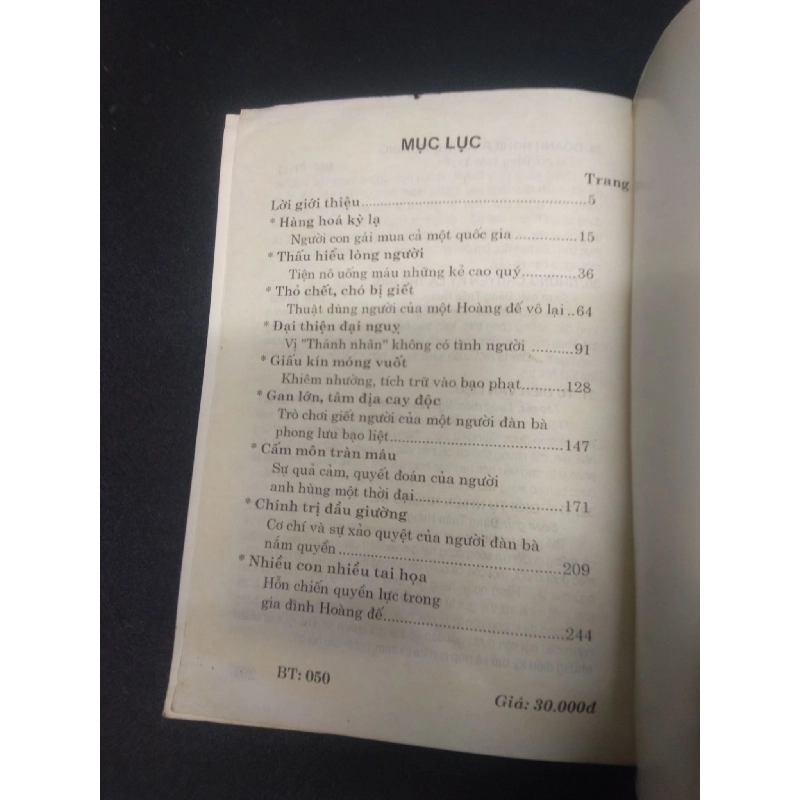 MỤC LỤC
Trang
Lời giới thiệu..................................................5
* Hàng hoá kỳ lạ
Người con gái mua cả một quốc gia ...............15
* Thấu hiểu lòng người
Tiện nô uống máu những kẻ cao quý.............36
* Thỏ chết, chó bị giết
Thuật dùng người của một Hoàng đế vô lại ..64
* Đại thiện đại nguỵ
Vị "Thánh nhân" không có tình người ..........91
* Giấu kín móng vuốt
Khiêm nhường, tích trữ vào bạo phạt..........128
* Gan lớn, tâm địa cay độc
Trò chơi giết người của một người đàn bà
phong lưu bạo liệt.......................................147
* Cấm môn tràn máu
Sự quả cảm, quyết đoán của người
anh hùng một thời đại..................................171
* Chính trị đầu giường
Cơ chí và sự xảo quyệt của người đàn bà
nắm quyền....................................................209
* Nhiều con nhiều tai họa
Hỗn chiến quyền lực trong
gia đình Hoàng đế........................................244
BT: 050
Giá: 30.000đ